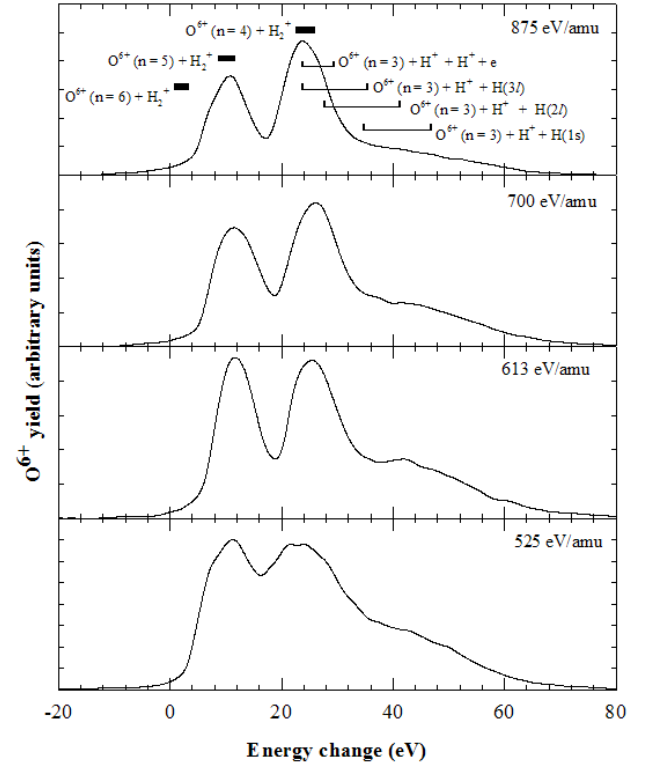 O⁶⁺ (n = 4) + H₂⁺
875 eV/amu
O⁶⁺ (n = 5) + H₂⁺
O⁶⁺ (n = 3) + H⁺ + H⁺ + e
O⁶⁺ (n = 6) + H₂⁺
O⁶⁺ (n = 3) + H⁺ + H(3l)
O⁶⁺ (n = 3) + H⁺ + H(2l)
O⁶⁺ (n = 3) + H⁺ + H(1s)
700 eV/amu
O⁶⁺ yield (arbitrary units)
613 eV/amu
525 eV/amu
-20 0 20 40 60 80
Energy change (eV)